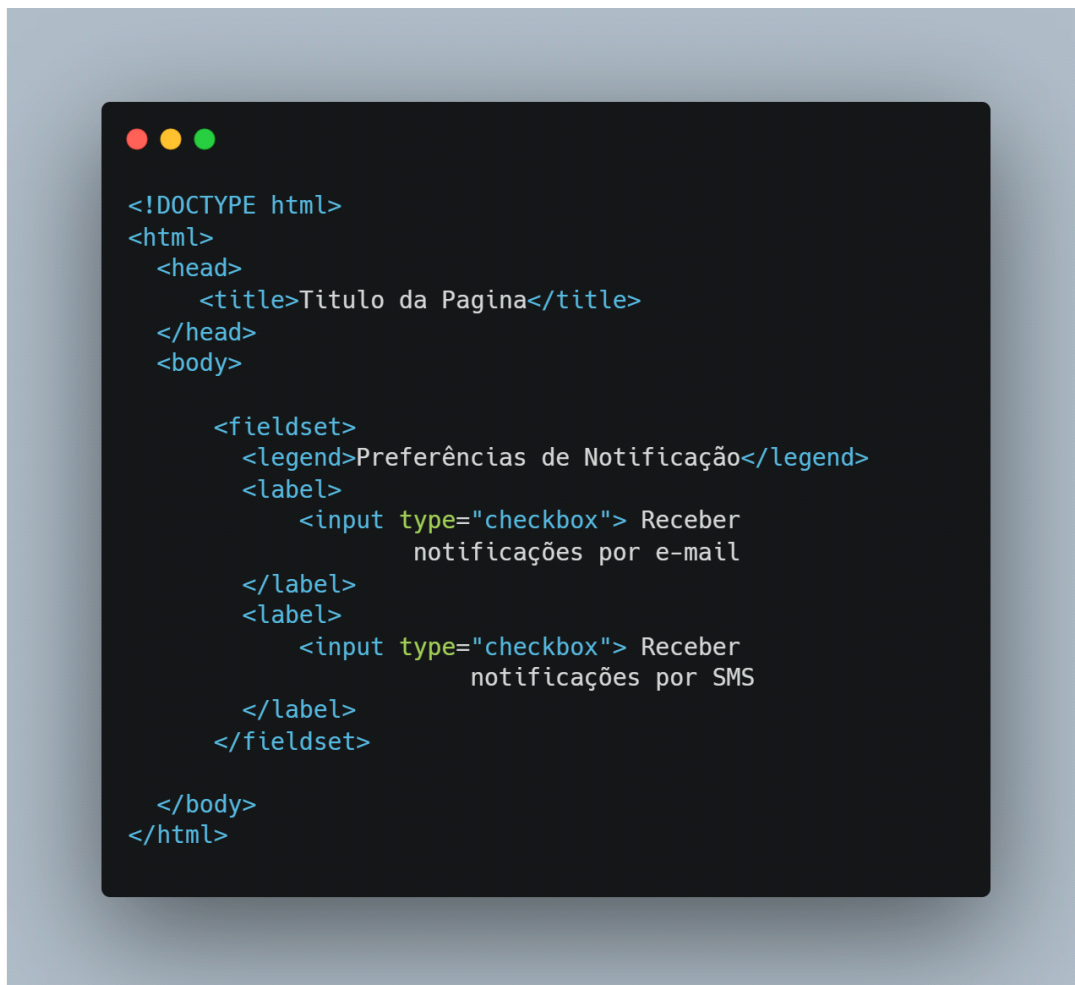 <!DOCTYPE html>
<html>
<head>
<title>Titulo da Pagina</title>
</head>
<body>
<fieldset>
<legend>Preferências de Notificação</legend>
<label>
<input type="checkbox"> Receber
notificações por e-mail
</label>
<label>
<input type="checkbox"> Receber
notificações por SMS
</label>
</fieldset>
</body>
</html>